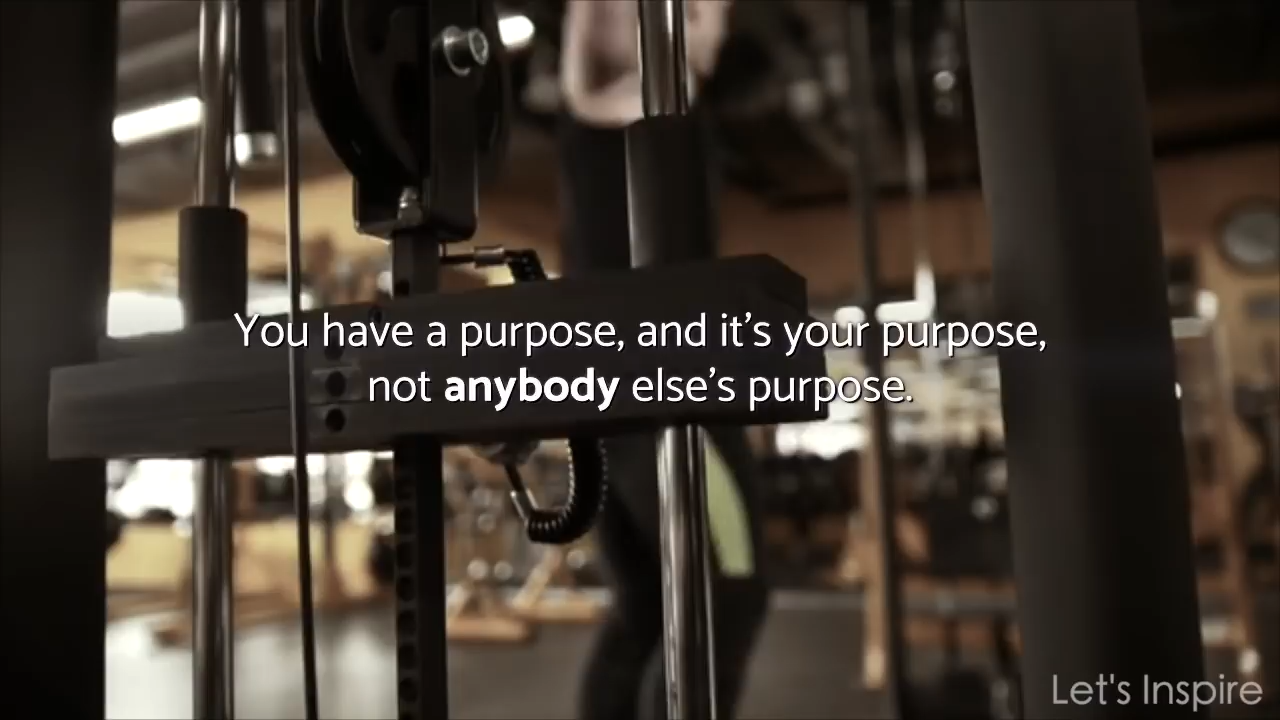 You have a purpose, and it’s your purpose,
not anybody else’s purpose.
Let's Inspire